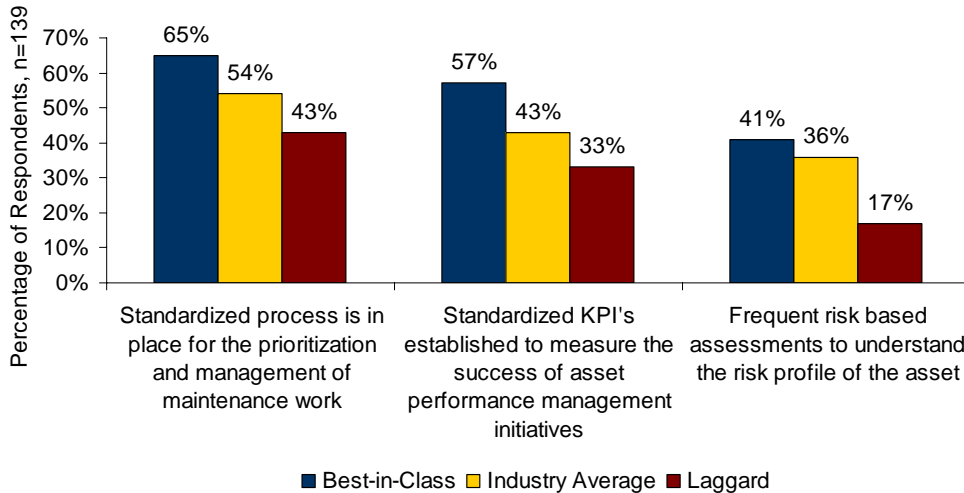 Percentage of Respondents, n=139
70%
60%
50%
40%
30%
20%
10%
0%
65%
54%
43%
57%
43%
33%
41%
36%
17%
Standardized process is in
place for the prioritization
and management of
maintenance work
Standardized KPI's
established to measure the
success of asset
performance management
initiatives
Frequent risk based
assessments to understand
the risk profile of the asset
Best-in-Class
Industry Average
Laggard